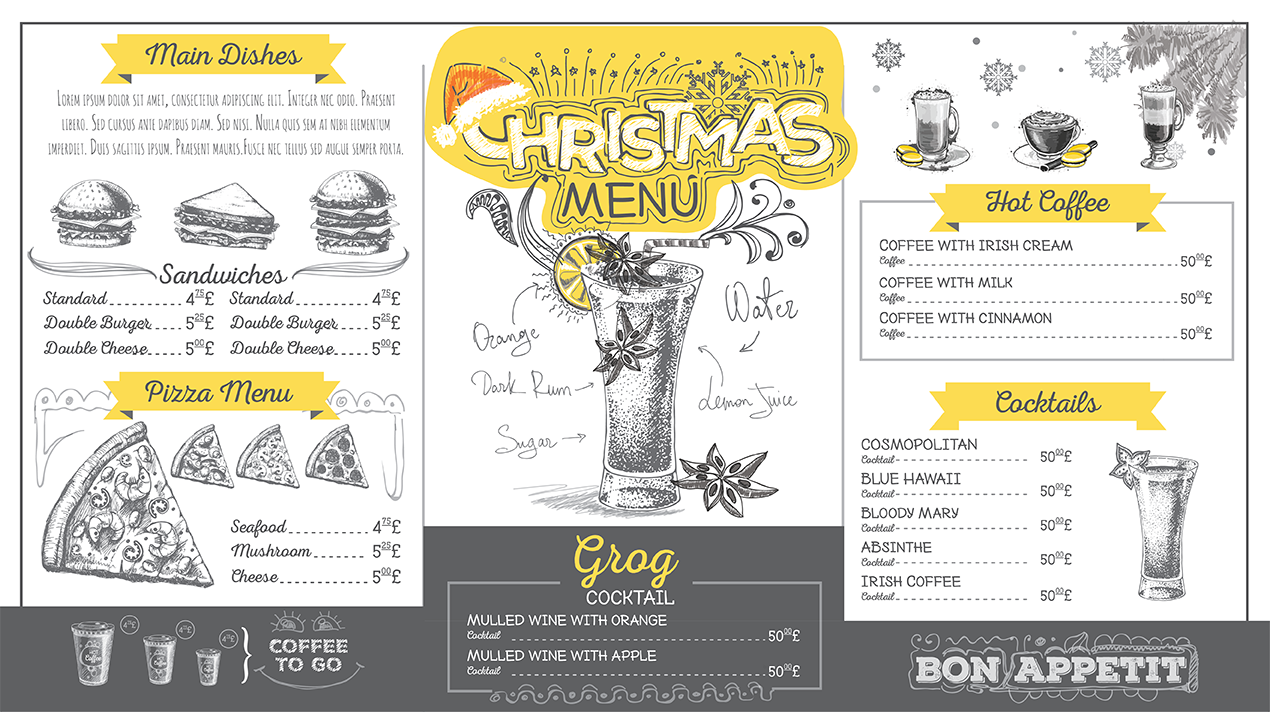 Main Dishes
Lorem ipsum dolor sit amet, consectetur adipiscing elit. Integer nec odio. Praesent
libero. Sed cursus ante dapibus diam. Sed nisi. Nulla quis sem at nibh elementum
imperdiet. Duis sagittis ipsum. Praesent mauris.Fusce nec tellus sed augue semper porta.
Sandwiches
Standard 4 75 £ Standard 4 75 £
Double Burger 5 25 £ Double Burger 5 25 £
Double Cheese 5 00 £ Double Cheese 5 00 £
Pizza Menu
Seafood 4 75 £
Mushroom 5 25 £
Cheese 5 00 £
Coffee 4 75 £
Coffee 4 75 £
Coffee 4 75 £
COFFEE
TO GO
CHRISTMAS
MENU
Orange
Water
Dark Rum
Lemon Juice
Sugar
Grog
COCKTAIL
MULLED WINE WITH ORANGE
Cocktail 50 00 £
MULLED WINE WITH APPLE
Cocktail 50 00 £
Hot Coffee
COFFEE WITH IRISH CREAM
Coffee 50 00 £
COFFEE WITH MILK
Coffee 50 00 £
COFFEE WITH CINNAMON
Coffee 50 00 £
Cocktails
COSMOPOLITAN
Cocktail 50 00 £
BLUE HAWAII
Cocktail 50 00 £
BLOODY MARY
Cocktail 50 00 £
ABSINTHE
Cocktail 50 00 £
IRISH COFFEE
Cocktail 50 00 £
BON APPETIT